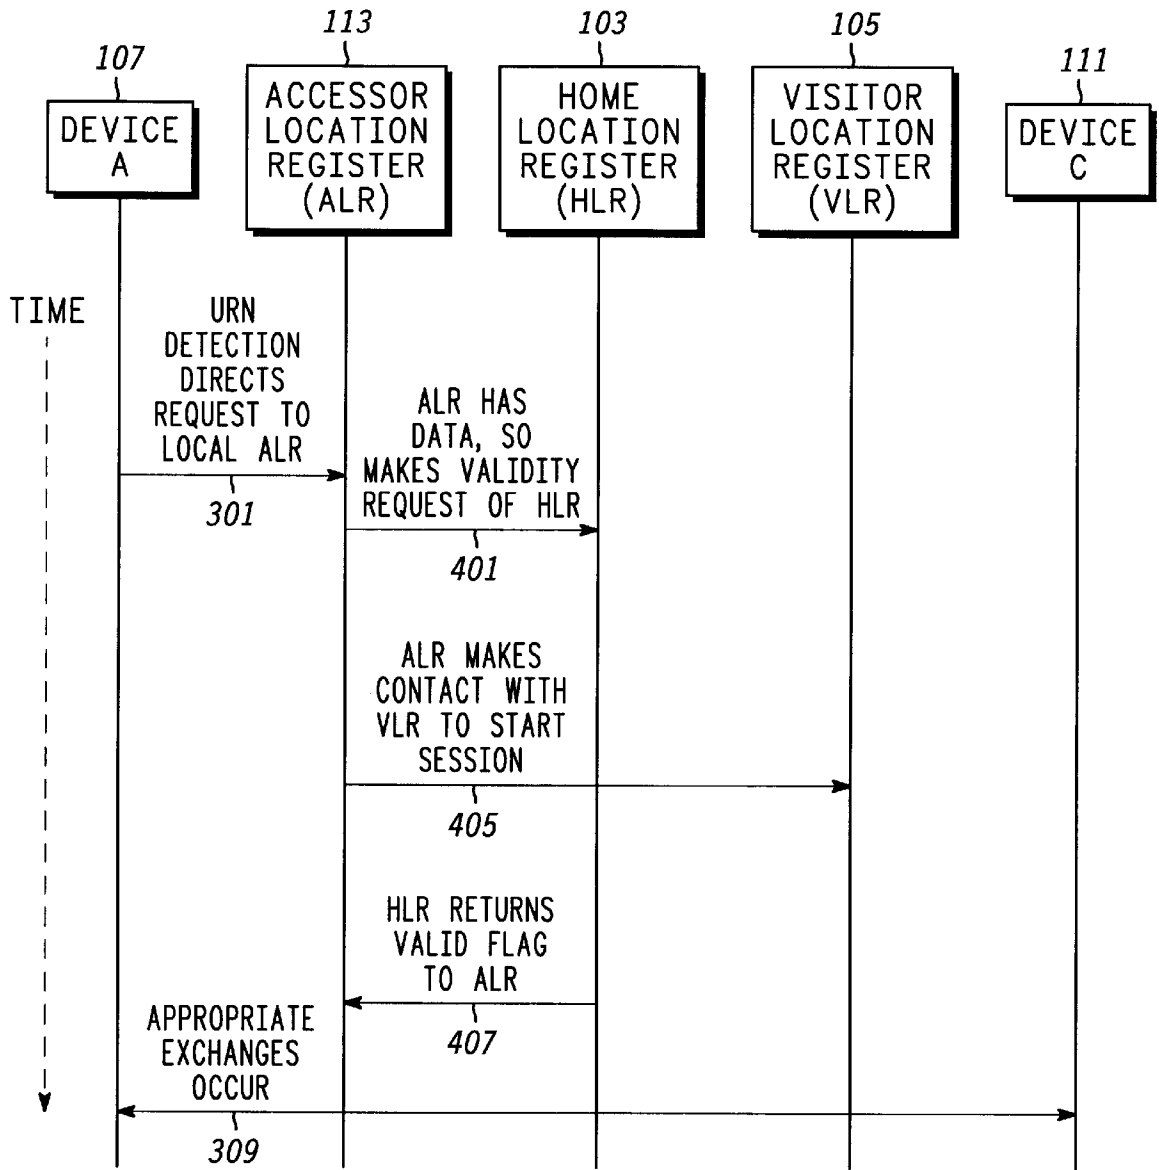 107
113
103
105
111
DEVICE
A
ACCESSOR
LOCATION
REGISTER
(ALR)
HOME
LOCATION
REGISTER
(HLR)
VISITOR
LOCATION
REGISTER
(VLR)
DEVICE
C
TIME
URN
DETECTION
DIRECTS
REQUEST TO
LOCAL ALR
301
ALR HAS
DATA, SO
MAKES VALIDITY
REQUEST OF HLR
401
ALR MAKES
CONTACT WITH
VLR TO START
SESSION
405
HLR RETURNS
VALID FLAG
TO ALR
407
APPROPRIATE
EXCHANGES
OCCUR
309